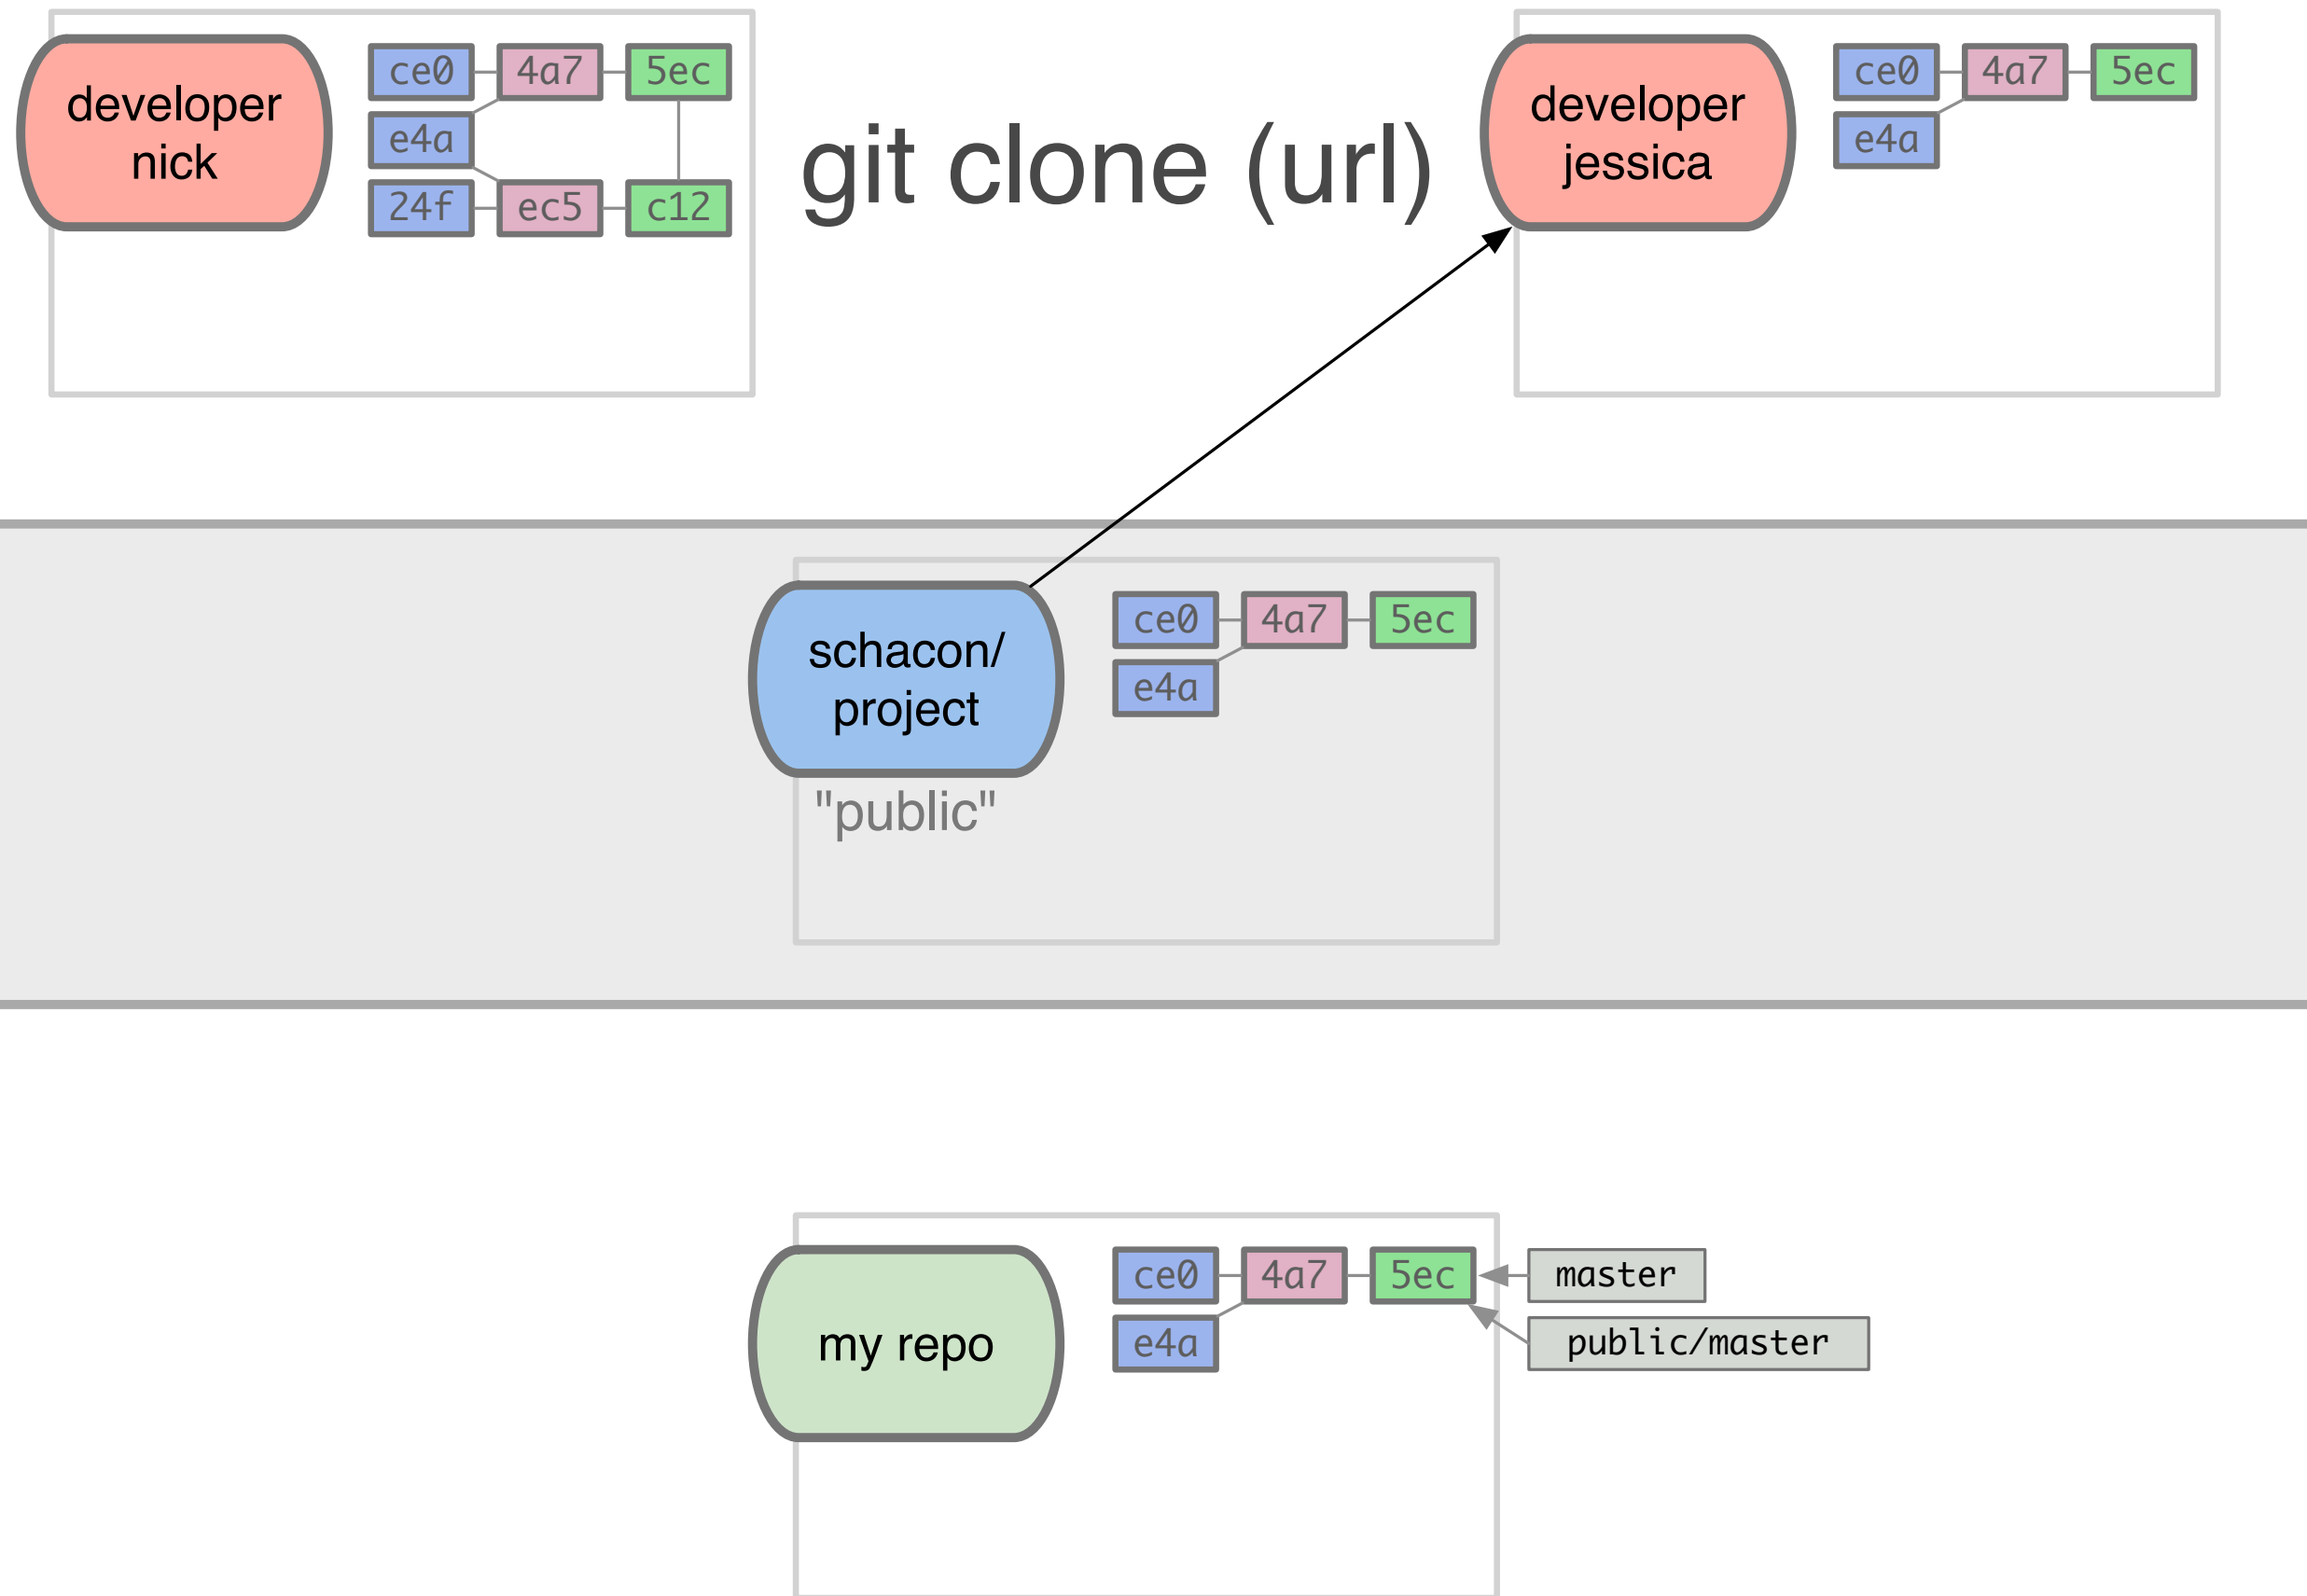 developer
nick
ce0 4a7 5ec
e4a
24f ec5 c12
git clone (url)
developer
jessica
ce0 4a7 5ec
e4a
schacon/
project
"public"
ce0 4a7 5ec
e4a
my repo
ce0 4a7 5ec
e4a
master
public/master